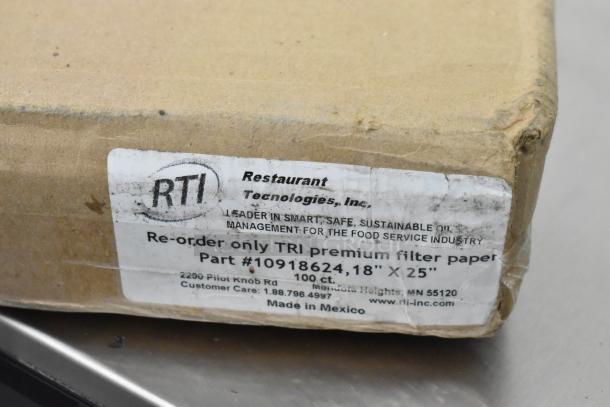 RTI
Restaurant
Tecnologies, Inc,
LEADER IN SMART, SAFE, SUSTAINABLE OIL
MANAGEMENT FOR THE FOOD SERVICE INDUSTRY
Re-order only TRI premium filter paper
Part #10918624,18" X 25"
100 ct.
2290 Pilot Knob Rd Mendota Heights, MN 55120
Customer Care: 1.88.796.4997 www.rti-inc.com
Made in Mexico